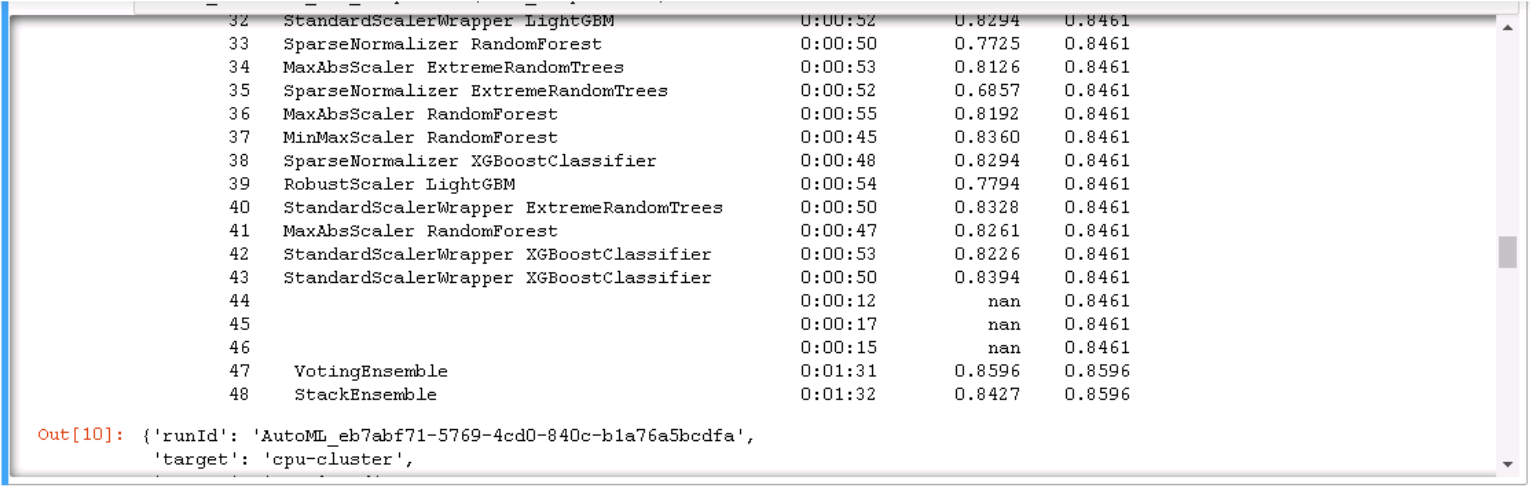 32 StandardScalerWrapper LightGBM 0:00:52 0.8294 0.8461
33 SparseNormalizer RandomForest 0:00:50 0.7725 0.8461
34 MaxAbsScaler ExtremeRandomTrees 0:00:53 0.8126 0.8461
35 SparseNormalizer ExtremeRandomTrees 0:00:52 0.6857 0.8461
36 MaxAbsScaler RandomForest 0:00:55 0.8192 0.8461
37 MinMaxScaler RandomForest 0:00:45 0.8360 0.8461
38 SparseNormalizer XGBoostClassifier 0:00:48 0.8294 0.8461
39 RobustScaler LightGBM 0:00:54 0.7794 0.8461
40 StandardScalerWrapper ExtremeRandomTrees 0:00:50 0.8328 0.8461
41 MaxAbsScaler RandomForest 0:00:47 0.8261 0.8461
42 StandardScalerWrapper XGBoostClassifier 0:00:53 0.8226 0.8461
43 StandardScalerWrapper XGBoostClassifier 0:00:50 0.8394 0.8461
44 0:00:12 nan 0.8461
45 0:00:17 nan 0.8461
46 0:00:15 nan 0.8461
47 VotingEnsemble 0:01:31 0.8596 0.8596
48 StackEnsemble 0:01:32 0.8427 0.8596
Out[10]: {'runId': 'AutoML_eb7abf71-5769-4cd0-840c-b1a76a5bcdfa',
'target': 'cpu-cluster',